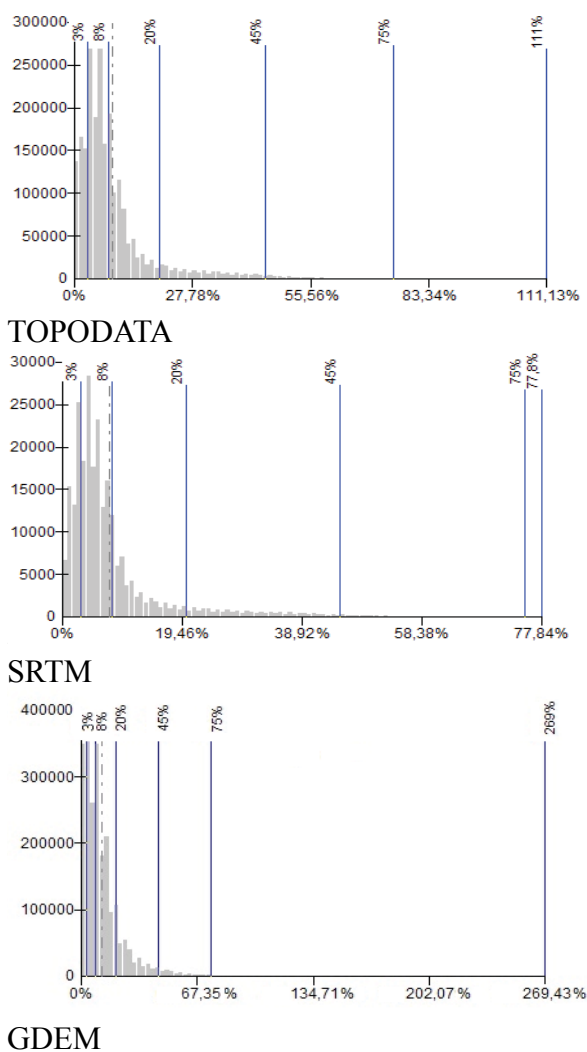 300000
3% 8% 20% 45% 75% 111%
250000
200000
150000
100000
50000
0
0% 27,78% 55,56% 83,34% 111,13%
TOPODATA
30000
3% 8% 20% 45% 75% 77,8%
25000
20000
15000
10000
5000
0
0% 19,46% 38,92% 58,38% 77,84%
SRTM
400000
3% 8% 20% 45% 75% 269%
300000
200000
100000
0
0% 67,35% 134,71% 202,07% 269,43%
GDEM